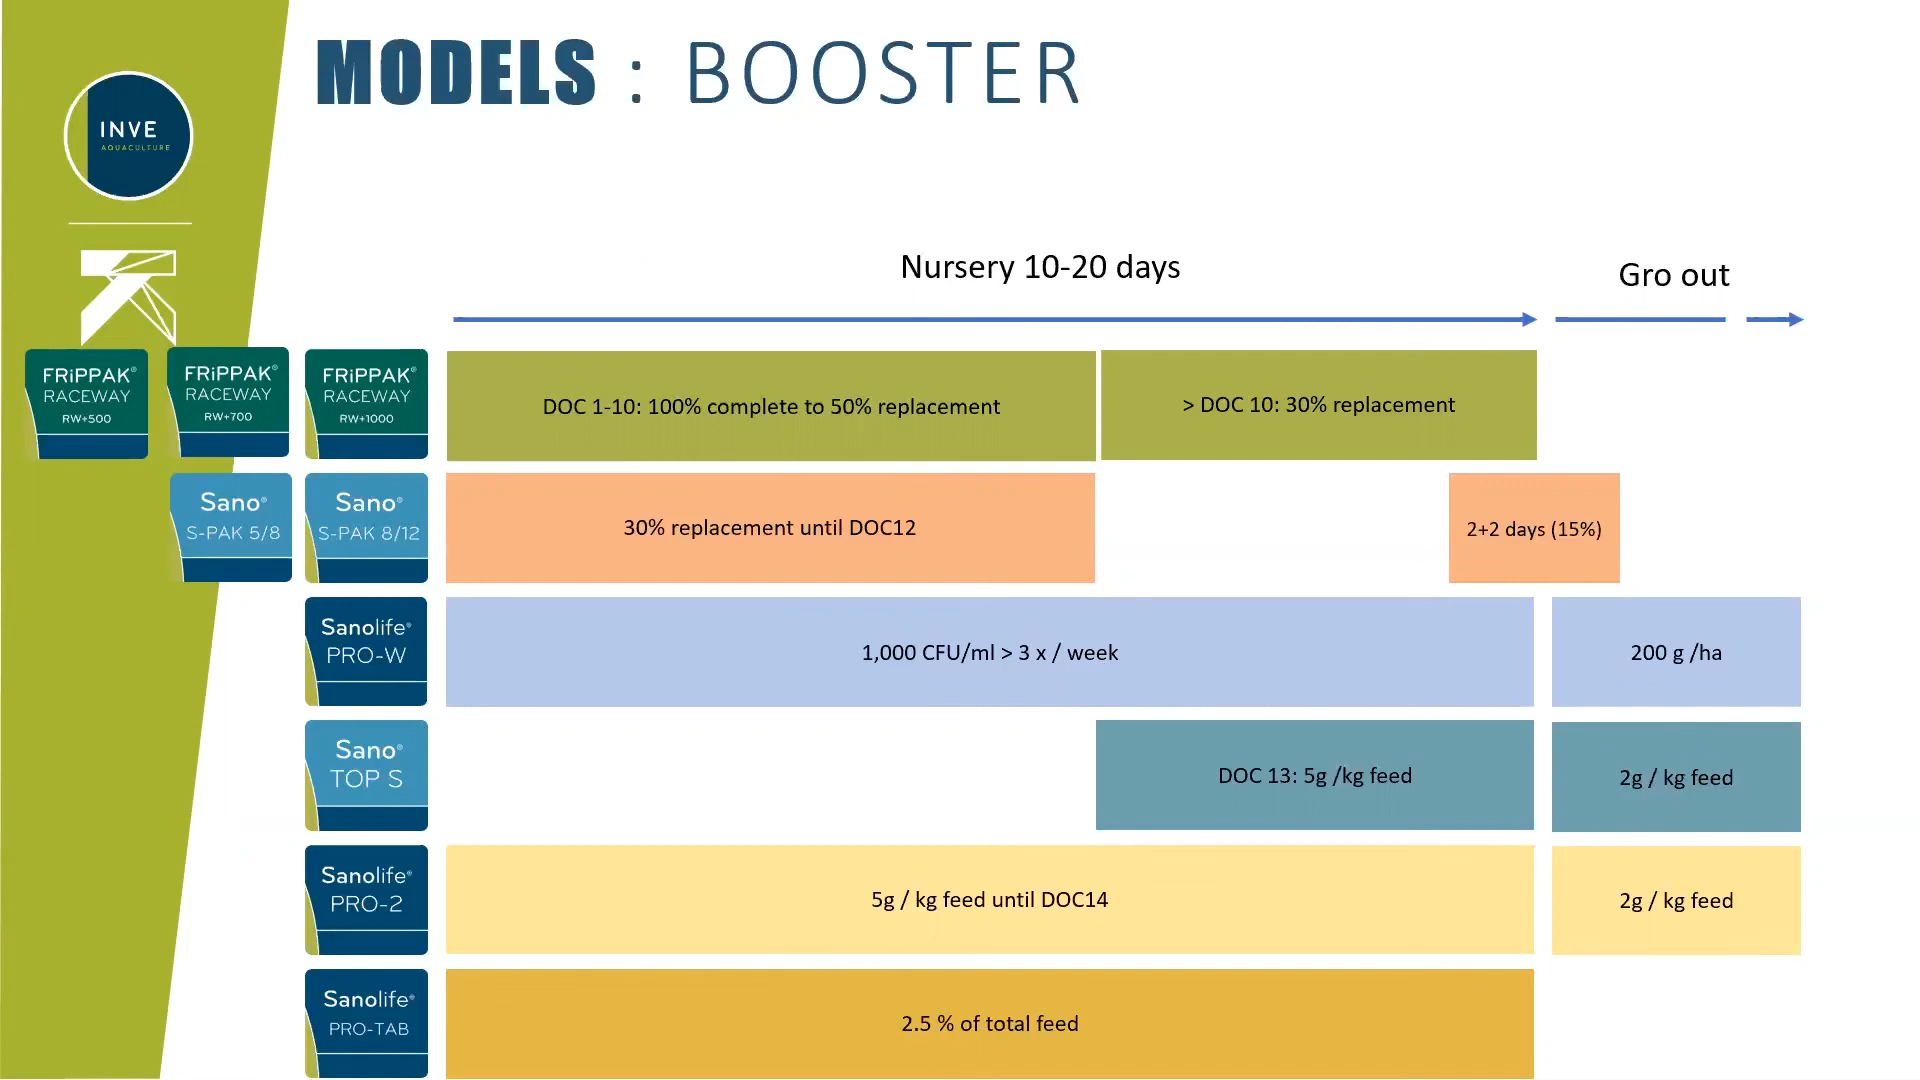 MODELS : BOOSTER
INVE
AQUACULTURE
Nursery 10-20 days
Gro out
FRiPPAK®
RACEWAY
RW+500
FRiPPAK®
RACEWAY
RW+700
FRiPPAK®
RACEWAY
RW+1000
DOC 1-10: 100% complete to 50% replacement
> DOC 10: 30% replacement
Sano®
S-PAK 5/8
Sano®
S-PAK 8/12
30% replacement until DOC12
2+2 days (15%)
Sanolife®
PRO-W
1,000 CFU/ml > 3 x / week
200 g /ha
Sano®
TOP S
DOC 13: 5g /kg feed
2g / kg feed
Sanolife®
PRO-2
5g / kg feed until DOC14
2g / kg feed
Sanolife®
PRO-TAB
2.5 % of total feed